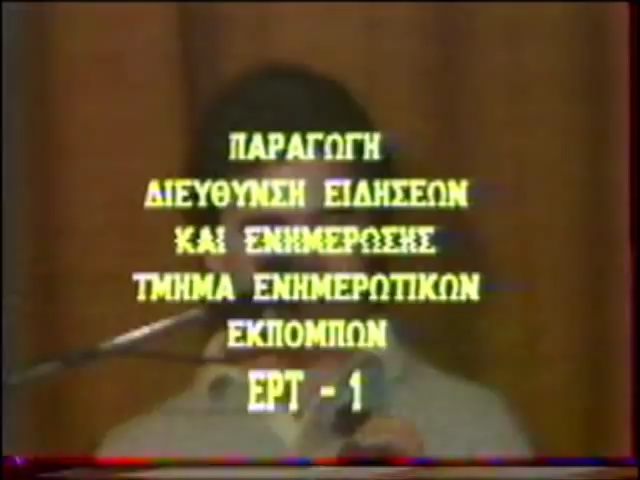 ΠΑΡΑΓΩΓΗ
ΔΙΕΥΘΥΝΣΗ ΕΙΔΗΣΕΩΝ
ΚΑΙ ΕΝΗΜΕΡΩΣΗΣ
ΤΜΗΜΑ ΕΝΗΜΕΡΩΤΙΚΩΝ
ΕΚΠΟΜΠΩΝ
ΕΡΤ - 1